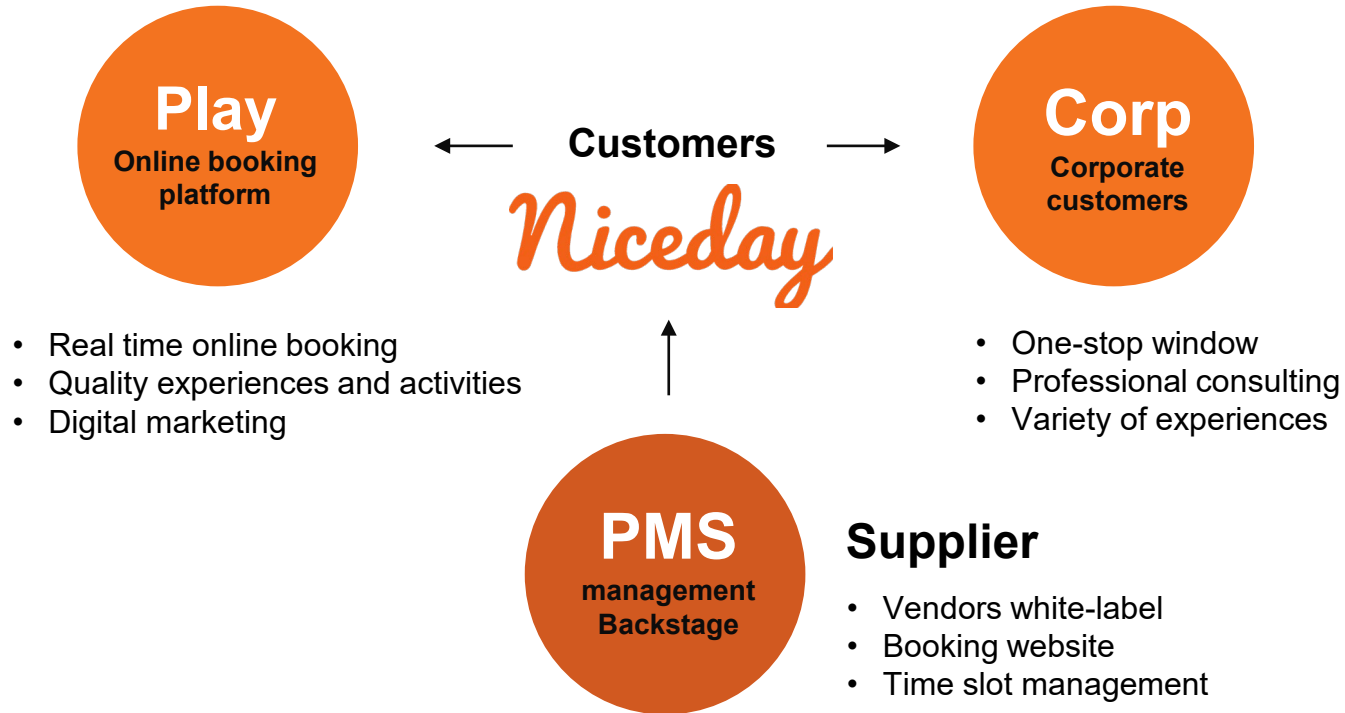 Play
Online booking
platform
Customers
Niceday
Corp
Corporate
customers
• Real time online booking
• Quality experiences and activities
• Digital marketing
• One-stop window
• Professional consulting
• Variety of experiences
PMS
management
Backstage
Supplier
• Vendors white-label
• Booking website
• Time slot management